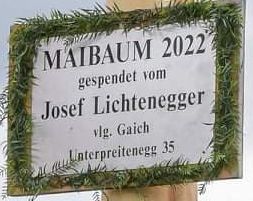 MAIBAUM 2022
gespendet vom
Josef Lichtenegger
vlg. Gaich
Unterpreitenegg 35